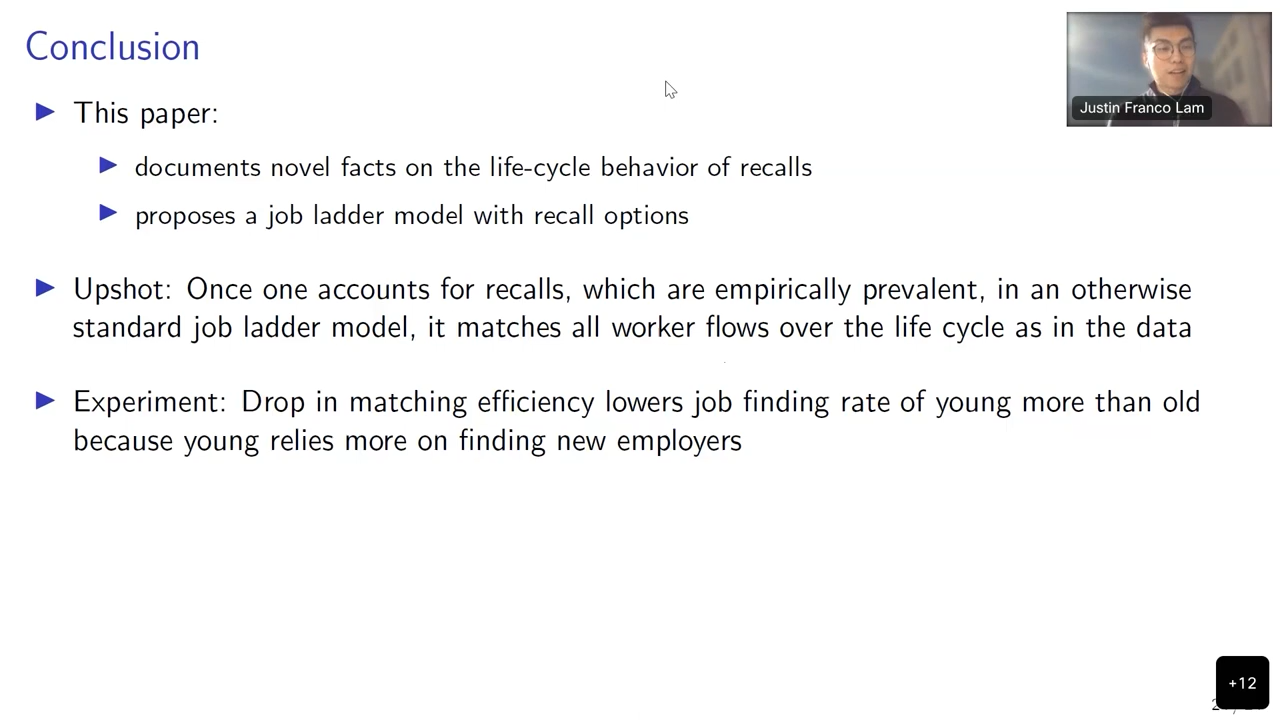 Conclusion
This paper:
documents novel facts on the life-cycle behavior of recalls
proposes a job ladder model with recall options
Upshot: Once one accounts for recalls, which are empirically prevalent, in an otherwise
standard job ladder model, it matches all worker flows over the life cycle as in the data
Experiment: Drop in matching efficiency lowers job finding rate of young more than old
because young relies more on finding new employers
Justin Franco Lam
+12